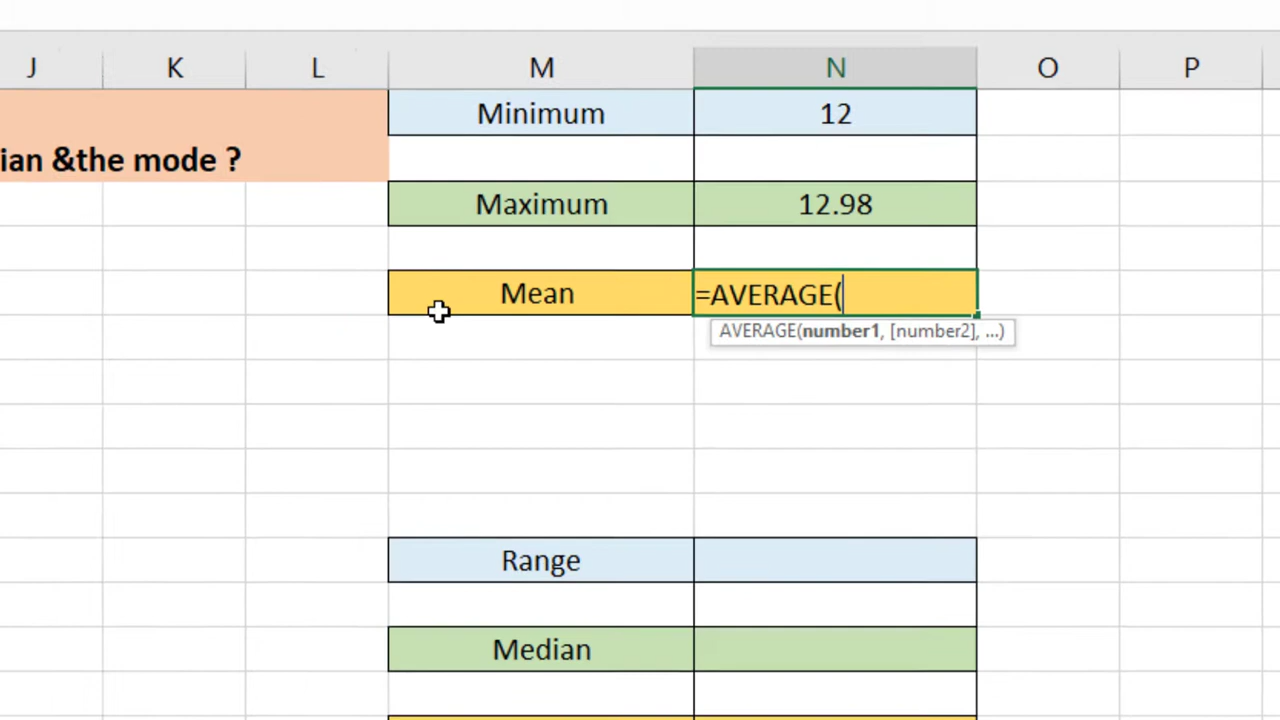 J K L M N O P
Minimum 12
ian &the mode ?
Maximum 12.98
Mean =AVERAGE(
AVERAGE(number1, [number2], ...)
Range
Median